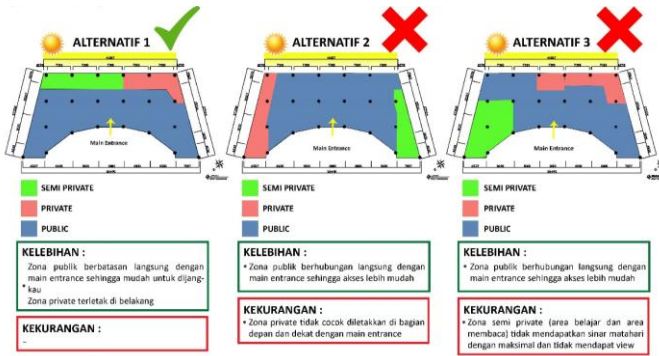 ALTERNATIF 1
Main Entrance
SEMI PRIVATE
PRIVATE
PUBLIC
KELEBIHAN :
Zona publik berbatasan langsung dengan
main entrance sehingga mudah untuk dijang-
• kau
Zona private terletak di belakang
KEKURANGAN :
–
ALTERNATIF 2
Main Entrance
SEMI PRIVATE
PRIVATE
PUBLIC
KELEBIHAN :
• Zona publik berhubungan langsung dengan
main entrance sehingga akses lebih mudah
KEKURANGAN :
• Zona private tidak cocok diletakkan di bagian
depan dan dekat dengan main entrance
ALTERNATIF 3
Main Entrance
SEMI PRIVATE
PRIVATE
PUBLIC
KELEBIHAN :
• Zona publik berhubungan langsung dengan
main entrance sehingga akses lebih mudah
KEKURANGAN :
• Zona semi private (area belajar dan area
membaca) tidak mendapatkan sinar matahari
dengan maksimal dan tidak mendapat view